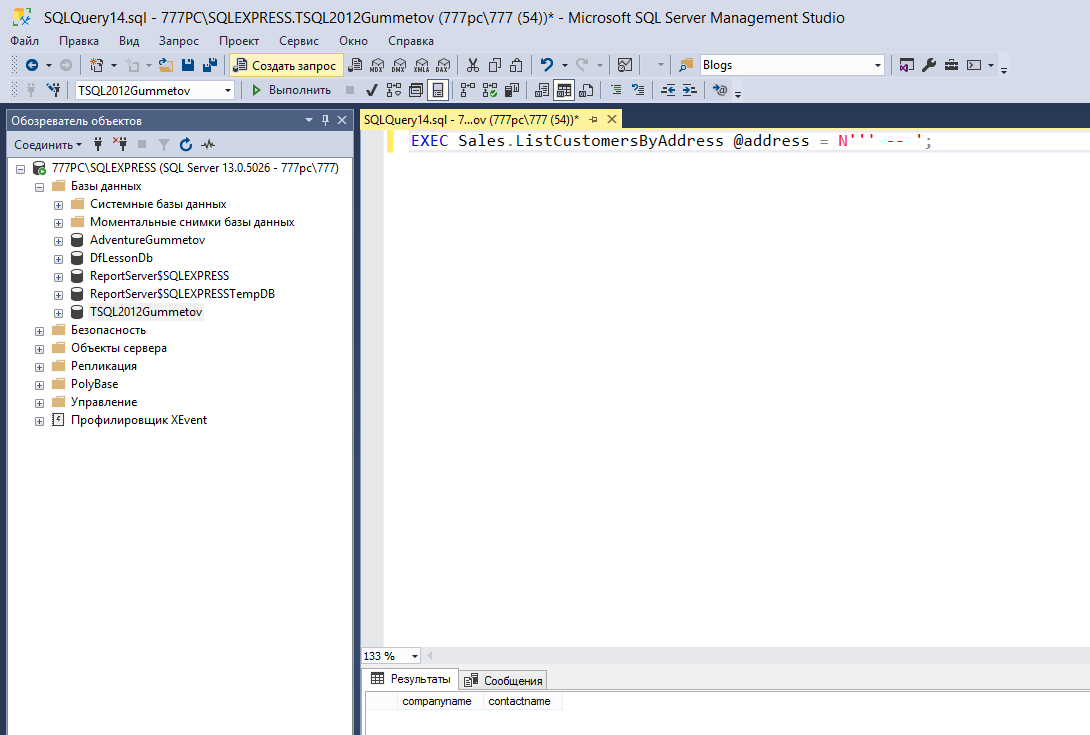 SQLQuery14.sql - 777PC\SQLEXPRESS.TSQL2012Gummetov (777pc\777 (54))* - Microsoft SQL Server Management Studio
Файл Правка Вид Запрос Проект Сервис Окно Справка
Создать запрос MDX DMX XMLA DAX Blogs
TSQL2012Gummetov Выполнить
Обозреватель объектов
SQLQuery14.sql - 7...ov (777pc\777 (54))*
Соединить
EXEC Sales.ListCustomersByAddress @address = N''' -- ';
777PC\SQLEXPRESS (SQL Server 13.0.5026 - 777pc\777)
Базы данных
Системные базы данных
Моментальные снимки базы данных
AdventureGummetov
DfLessonDb
ReportServer$SQLEXPRESS
ReportServer$SQLEXPRESSTempDB
TSQL2012Gummetov
Безопасность
Объекты сервера
Репликация
PolyBase
Управление
Профилировщик XEvent
133 %
Результаты Сообщения
companyname contactname